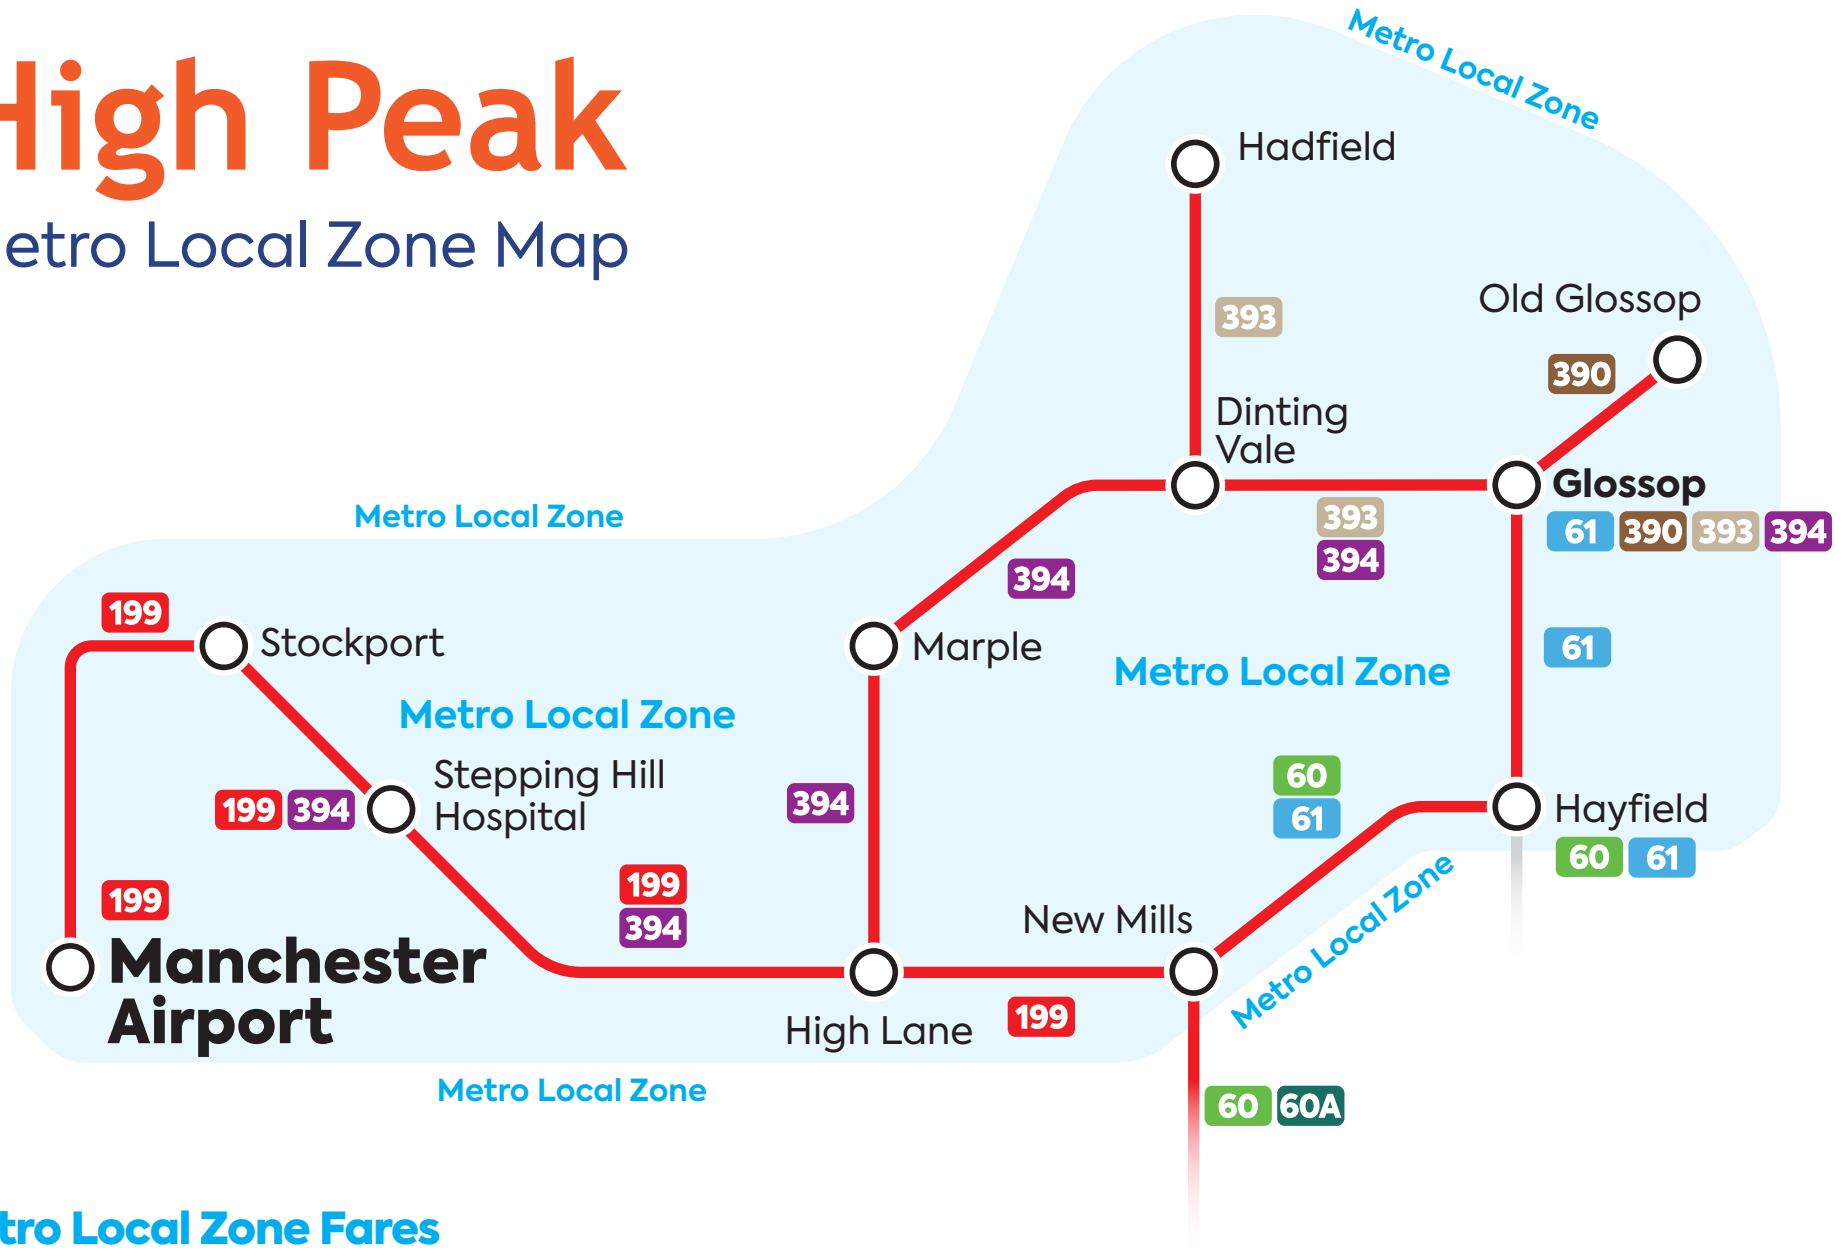 High Peak
etro Local Zone Map
Metro Local Zone
Hadfield
393
Old Glossop
390
Dinting
Vale
Glossop
61 390 393 394
393
394
Metro Local Zone
394
199
Stockport
Marple
61
Metro Local Zone
Metro Local Zone
Stepping Hill
Hospital
199 394
394
60
61
Hayfield
60 61
199
394
199
Manchester
Airport
New Mills
Metro Local Zone
High Lane
199
Metro Local Zone
60 60A
tro Local Zone Fares